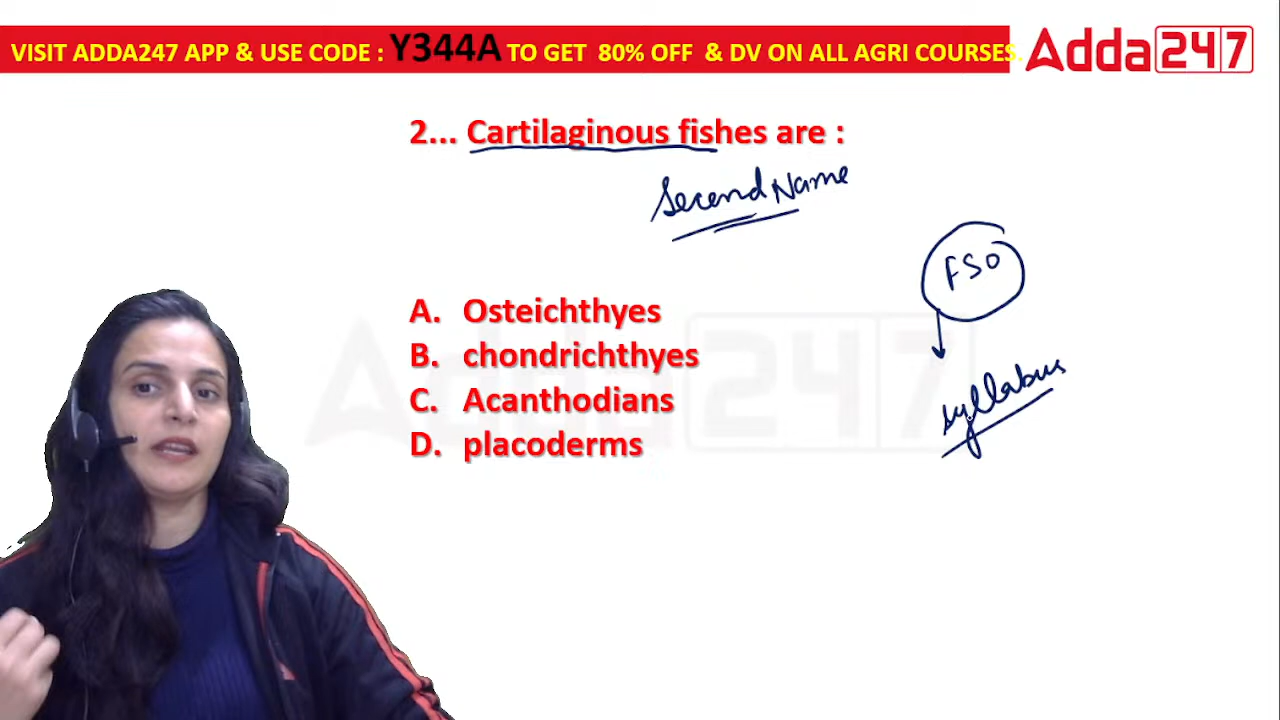 VISIT ADDA247 APP & USE CODE : Y344A TO GET 80% OFF & DV ON ALL AGRI COURSES.
Adda247
2... Cartilaginous fishes are :
Second Name
FSO
A. Osteichthyes
B. chondrichthyes
syllabus
C. Acanthodians
D. placoderms
Adda247